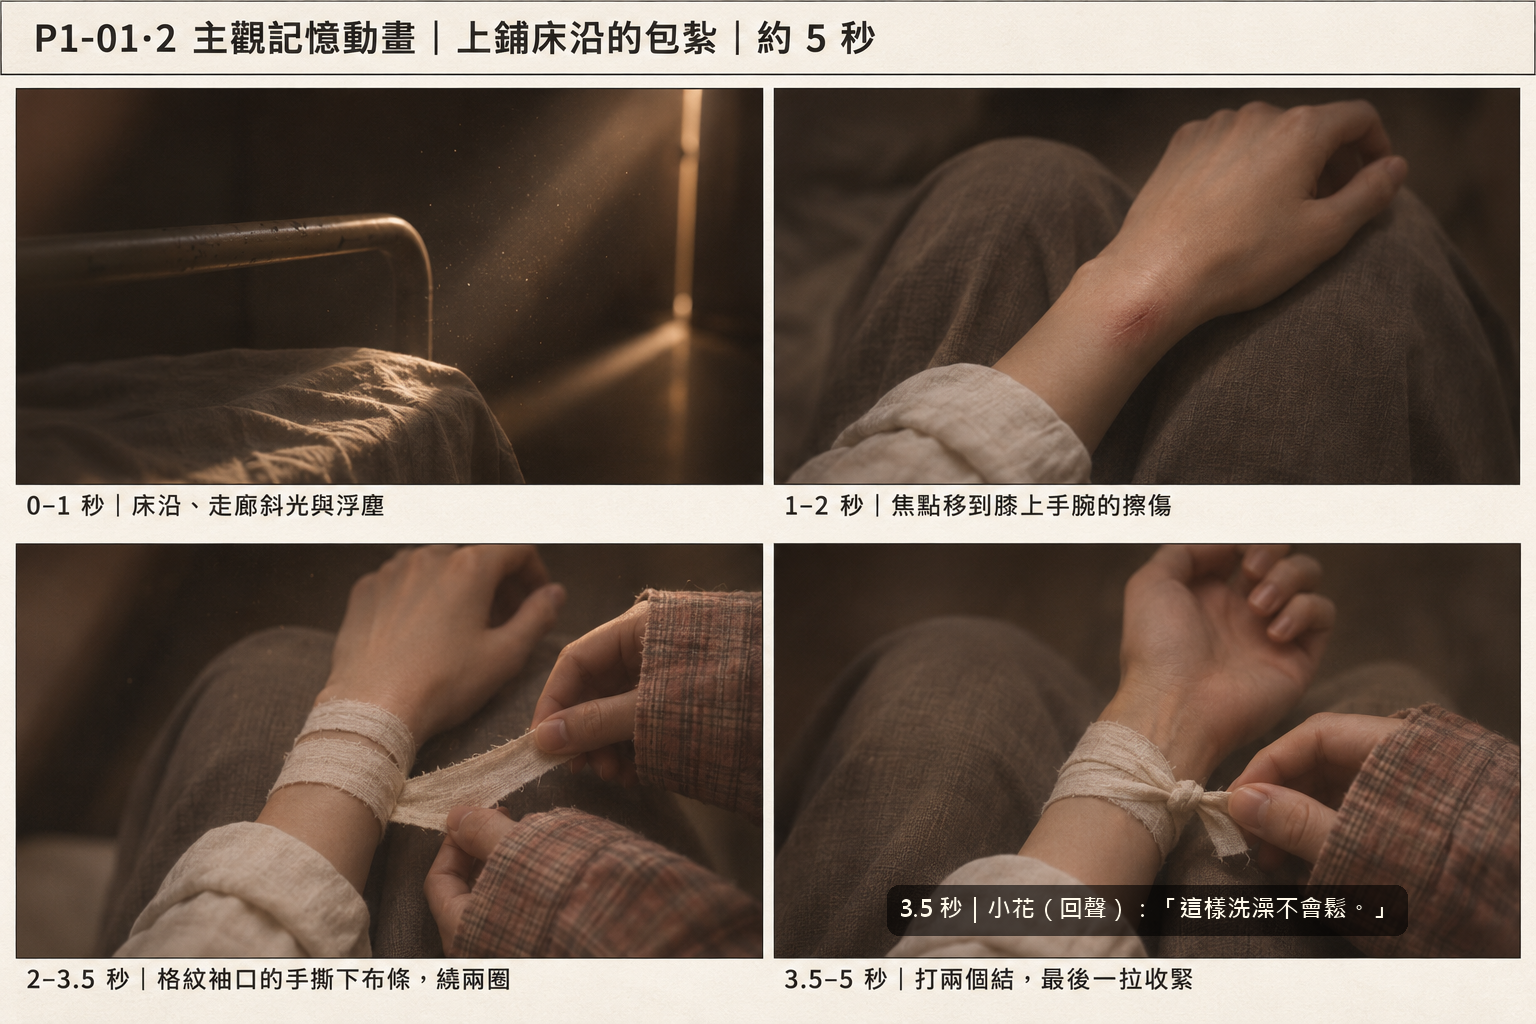 P1-01·2 主觀記憶動畫｜上鋪床沿的包紮｜約 5 秒
0–1 秒｜床沿、走廊斜光與浮塵
1–2 秒｜焦點移到膝上手腕的擦傷
3.5 秒｜小花（回聲）：「這樣洗澡不會鬆。」
2–3.5 秒｜格紋袖口的手撕下布條，繞兩圈
3.5–5 秒｜打兩個結，最後一拉收緊